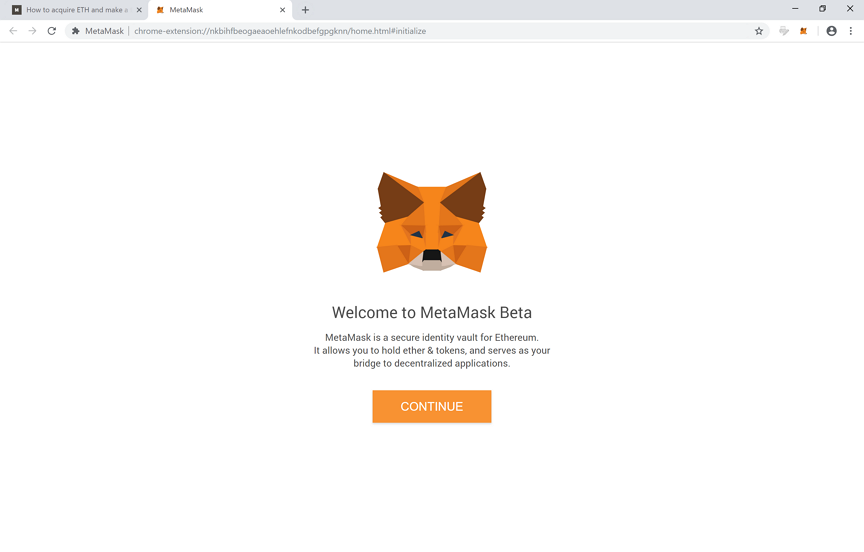 How to acquire ETH and make a
MetaMask
MetaMask
chrome-extension://nkbihfbeogaeaoehlefnkodbefgpgknn/home.html#initialize
Welcome to MetaMask Beta
MetaMask is a secure identity vault for Ethereum.
It allows you to hold ether & tokens, and serves as your
bridge to decentralized applications.
CONTINUE